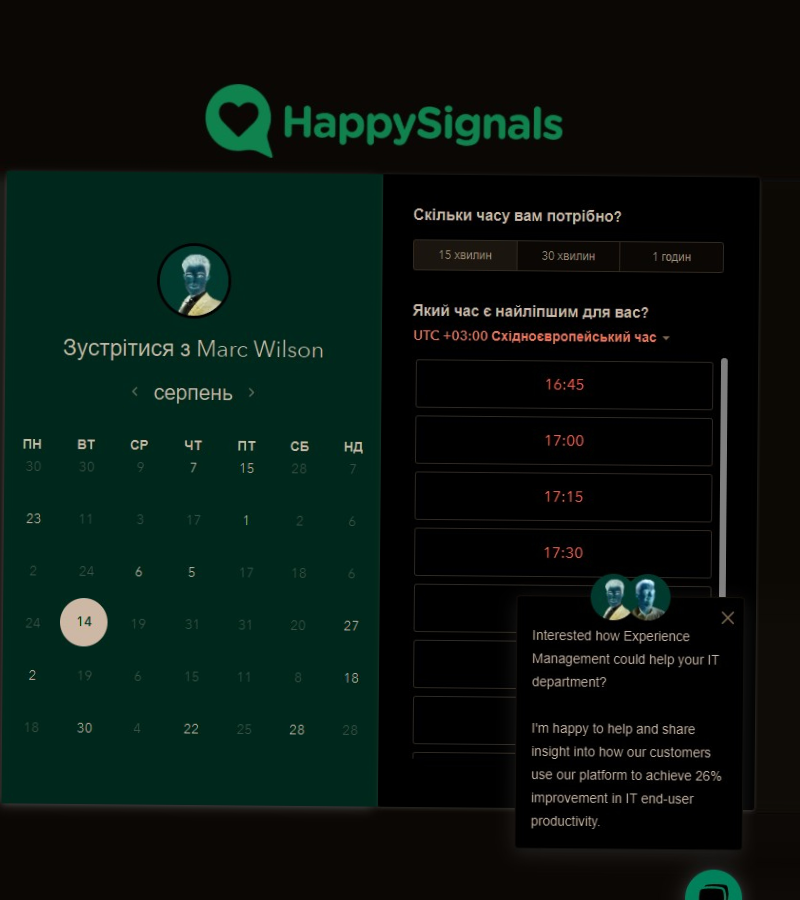 HappySignals
Зустрітися з Marc Wilson
серпень
ПН ВТ СР ЧТ ПТ СБ НД
30 30 9 7 15 28 7
23 11 3 17 1 2 6
2 24 6 5 17 18 6
24 14 19 31 31 20 27
2 19 6 15 11 8 18
18 30 4 22 25 28 28
Скільки часу вам потрібно?
15 хвилин 30 хвилин 1 годин
Який час є найліпшим для вас?
UTC +03:00 Східноєвропейський час
16:45
17:00
17:15
17:30
Interested how Experience
Management could help your IT
department?
I'm happy to help and share
insight into how our customers
use our platform to achieve 26%
improvement in IT end-user
productivity.